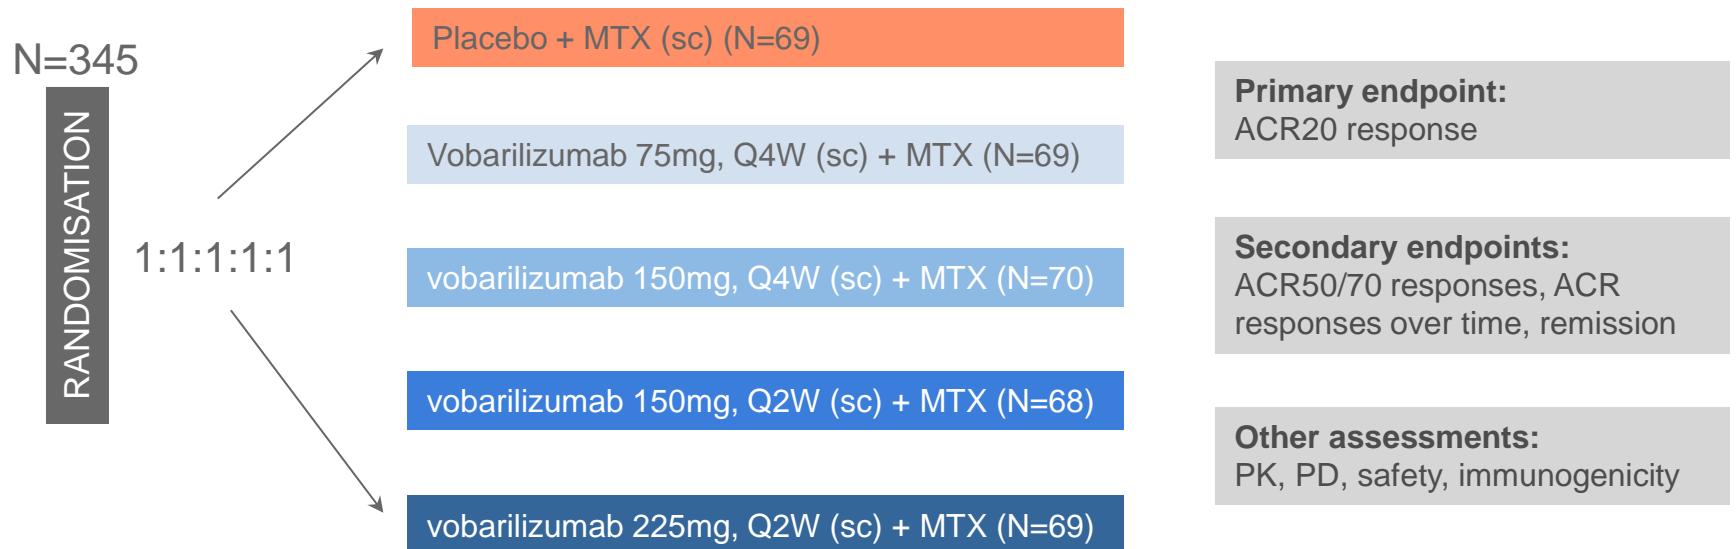 N=345
RANDOMISATION
1:1:1:1:1
Placebo + MTX (sc) (N=69)
Vobarilizumab 75mg, Q4W (sc) + MTX (N=69)
vobarilizumab 150mg, Q4W (sc) + MTX (N=70)
vobarilizumab 150mg, Q2W (sc) + MTX (N=68)
vobarilizumab 225mg, Q2W (sc) + MTX (N=69)
Primary endpoint:
ACR20 response
Secondary endpoints:
ACR50/70 responses, ACR
responses over time, remission
Other assessments:
PK, PD, safety, immunogenicity